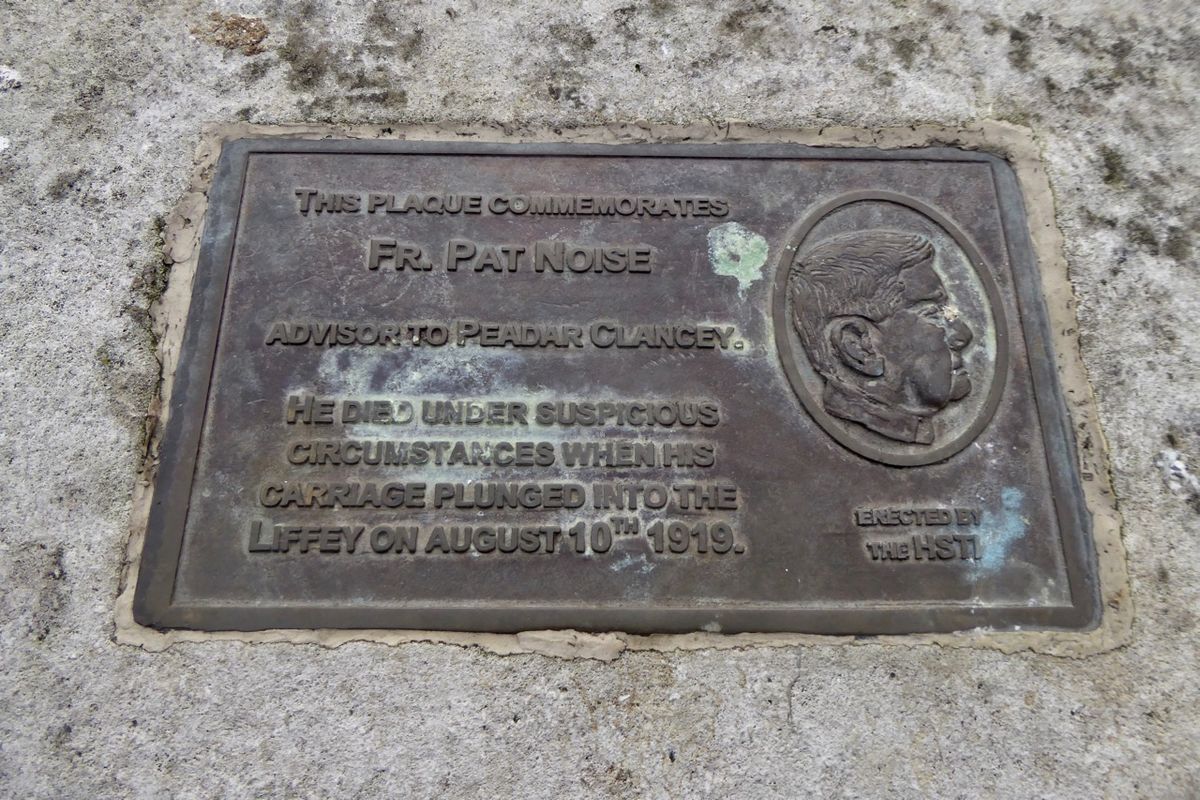 THIS PLAQUE COMMEMORATES
FR. PAT NOISE
ADVISOR TO PEADAR CLANCEY.
HE DIED UNDER SUSPICIOUS
CIRCUMSTANCES WHEN HIS
CARRIAGE PLUNGED INTO THE
LIFFEY ON AUGUST 10TH 1919.
ERECTED BY
THE HSTI